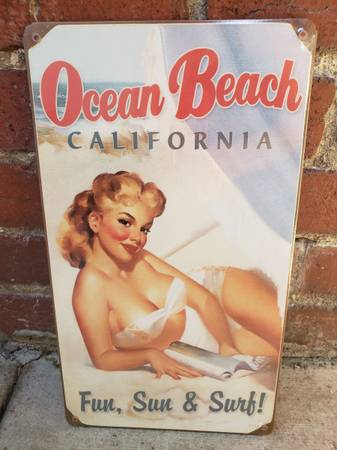 Ocean Beach
CALIFORNIA
Fun, Sun & Surf!